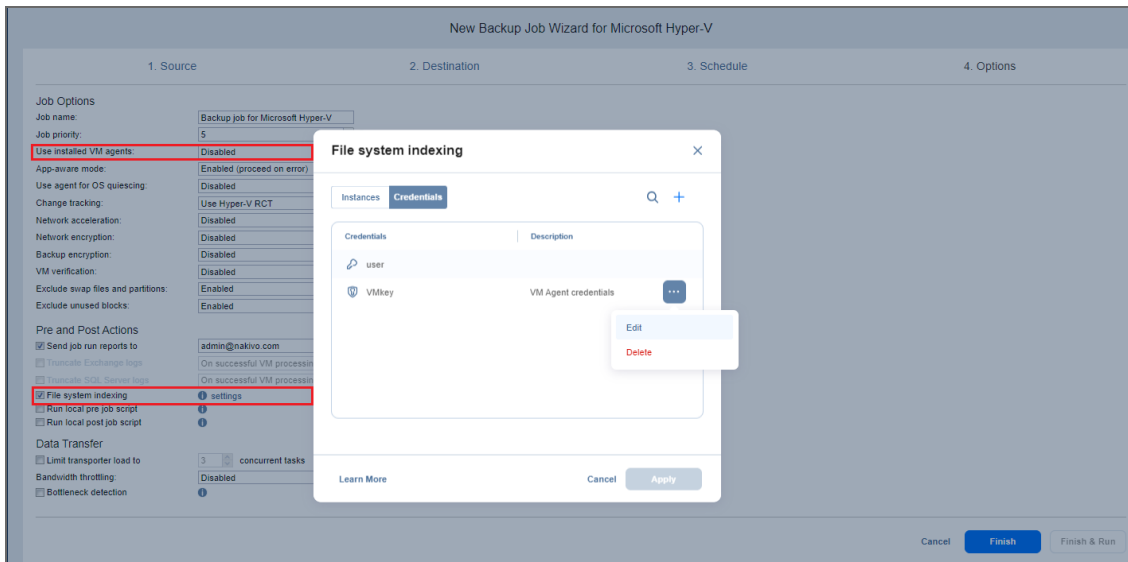 New Backup Job Wizard for Microsoft Hyper-V
1. Source 2. Destination 3. Schedule 4. Options
Job Options
Job name: Backup job for Microsoft Hyper-V
Job priority: 5
Use installed VM agents: Disabled
App-aware mode: Enabled (proceed on error)
Use agent for OS quiescing: Disabled
Change tracking: Use Hyper-V RCT
Network acceleration: Disabled
Network encryption: Disabled
Backup encryption: Disabled
VM verification: Disabled
Exclude swap files and partitions: Enabled
Exclude unused blocks: Enabled
Pre and Post Actions
Send job run reports to admin@nakivo.com
Truncate Exchange logs On successful VM processin
Truncate SQL Server logs On successful VM processin
File system indexing settings
Run local pre job script
Run local post job script
Data Transfer
Limit transporter load to 3 concurrent tasks
Bandwidth throttling: Disabled
Bottleneck detection
File system indexing
Instances Credentials
Credentials Description
user
VMkey VM Agent credentials
Edit
Delete
Learn More Cancel Apply
Cancel Finish Finish & Run